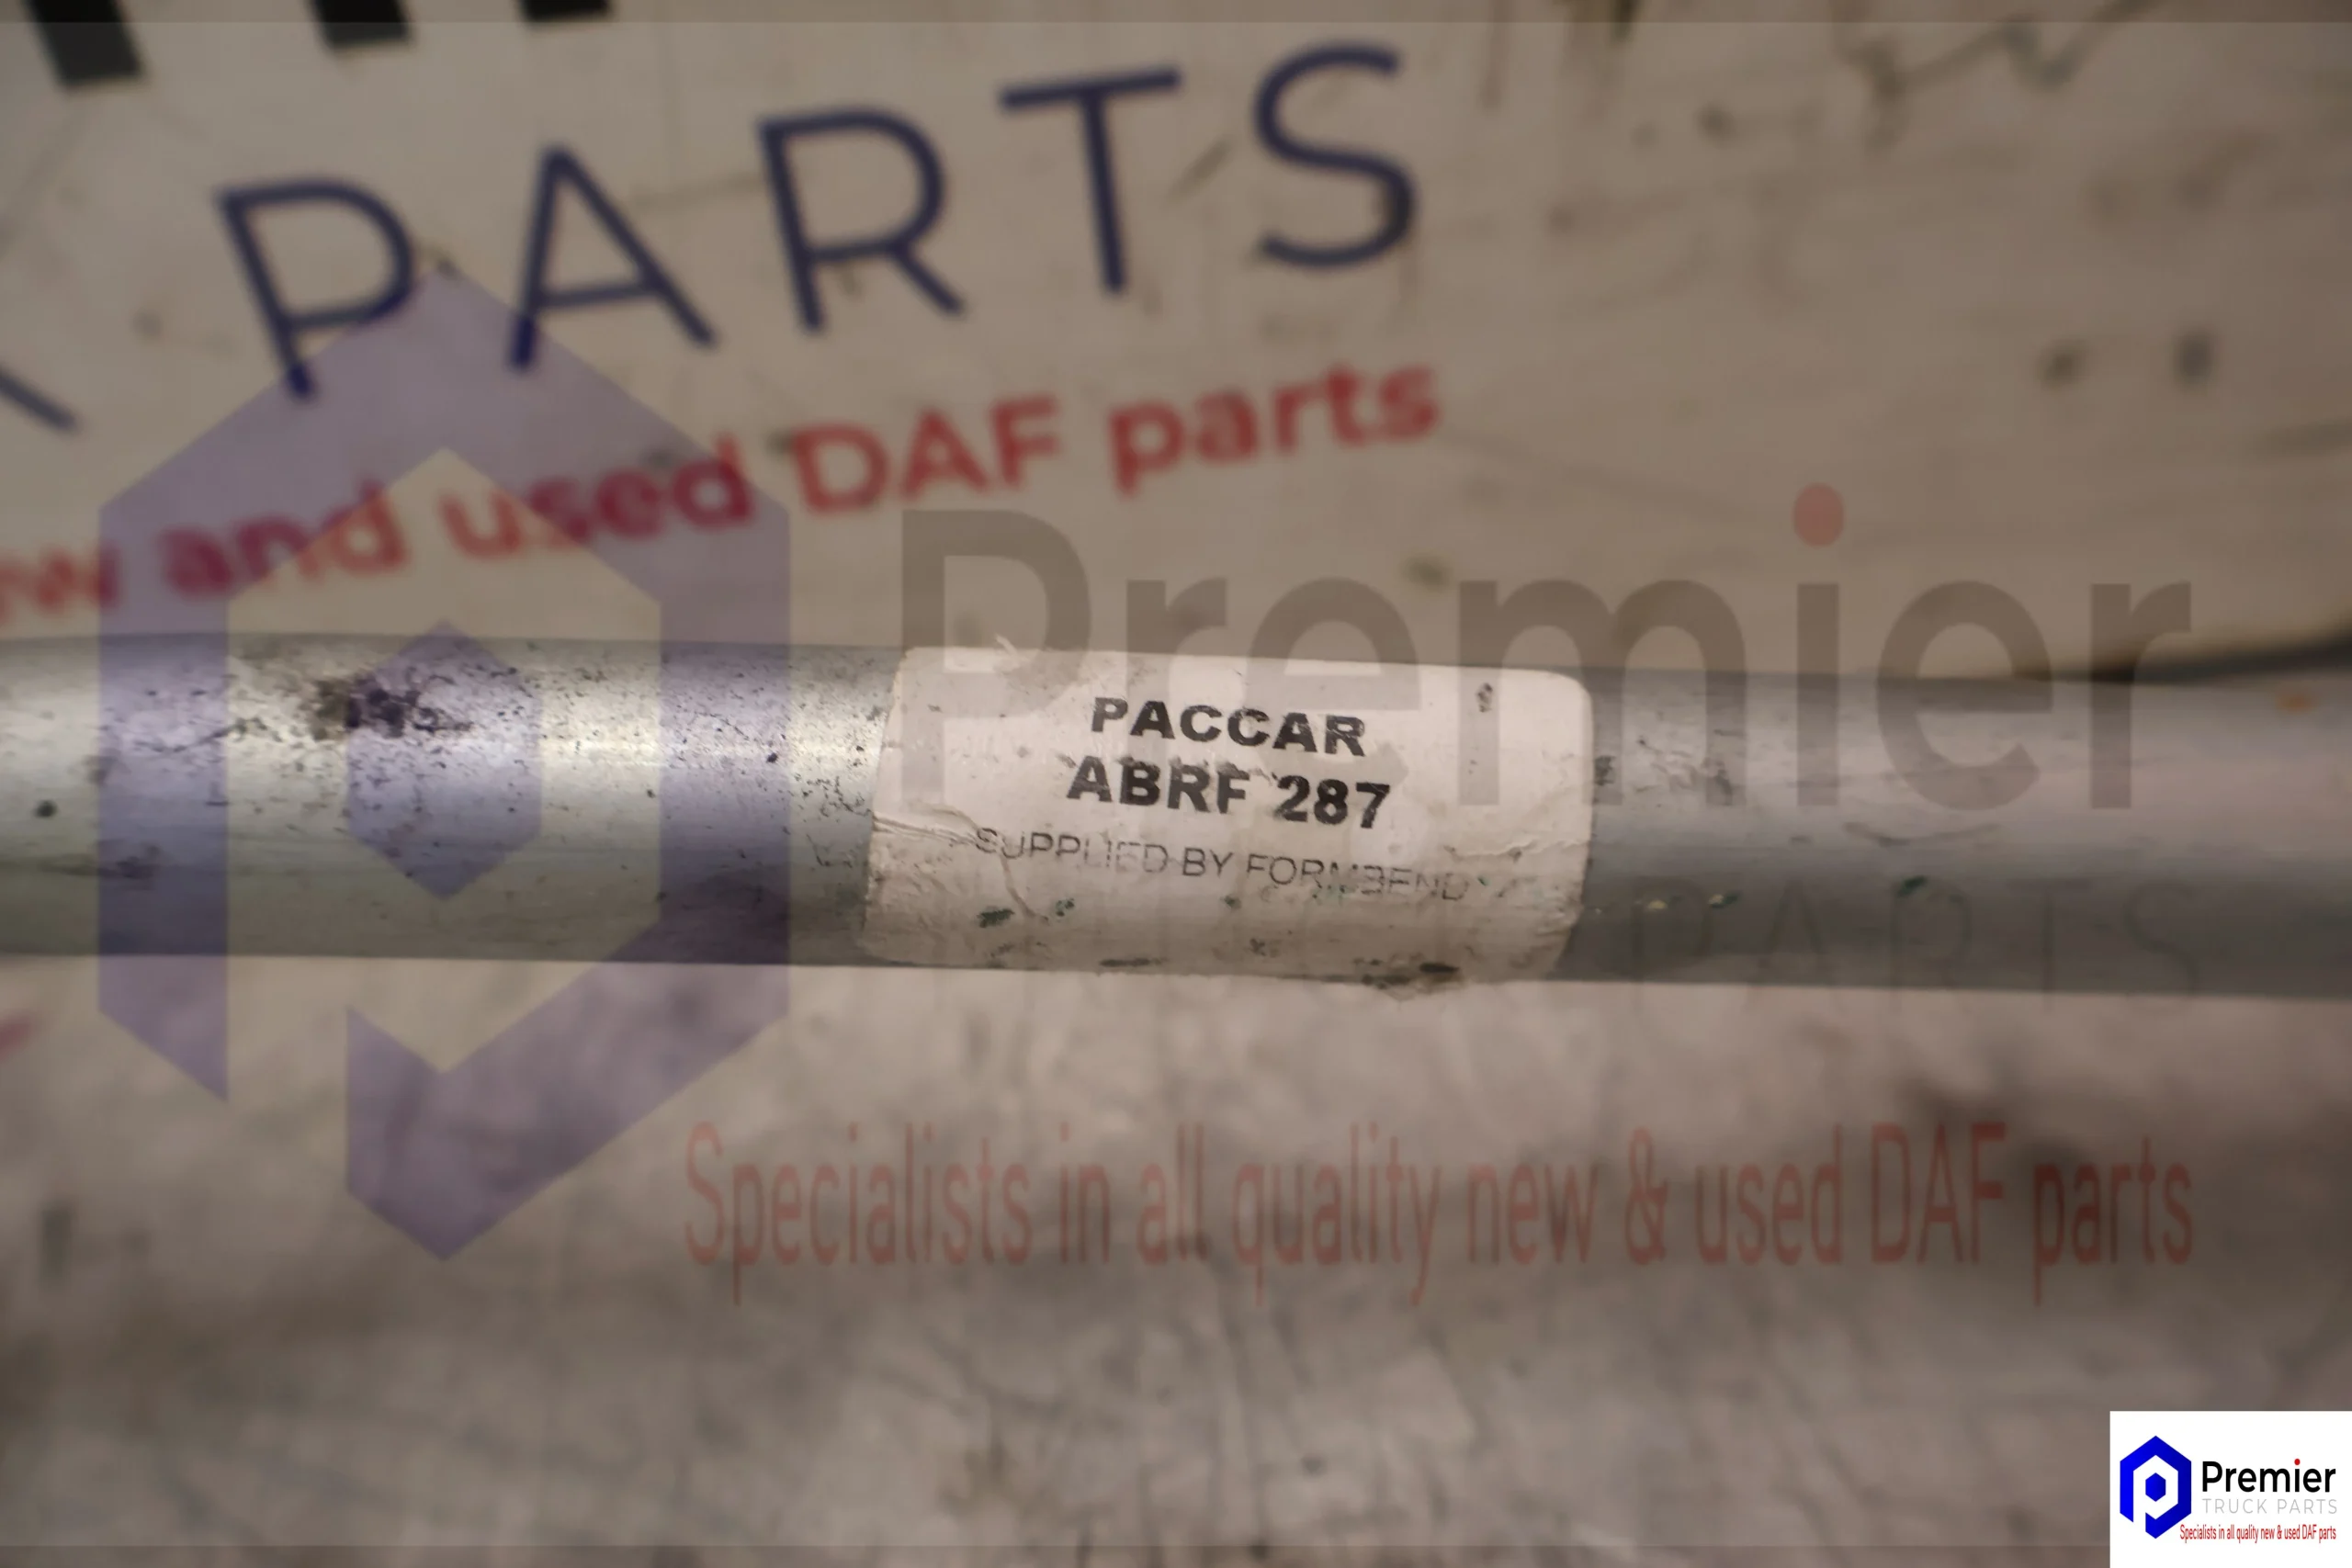 PARTS
and used DAF parts
Premier
PACCAR
ABRF 287
SUPPLIED BY FORMBEND
PARTS
Specialists in all quality new & used DAF parts
Premier
TRUCK PARTS
Specialists in all quality new & used DAF parts